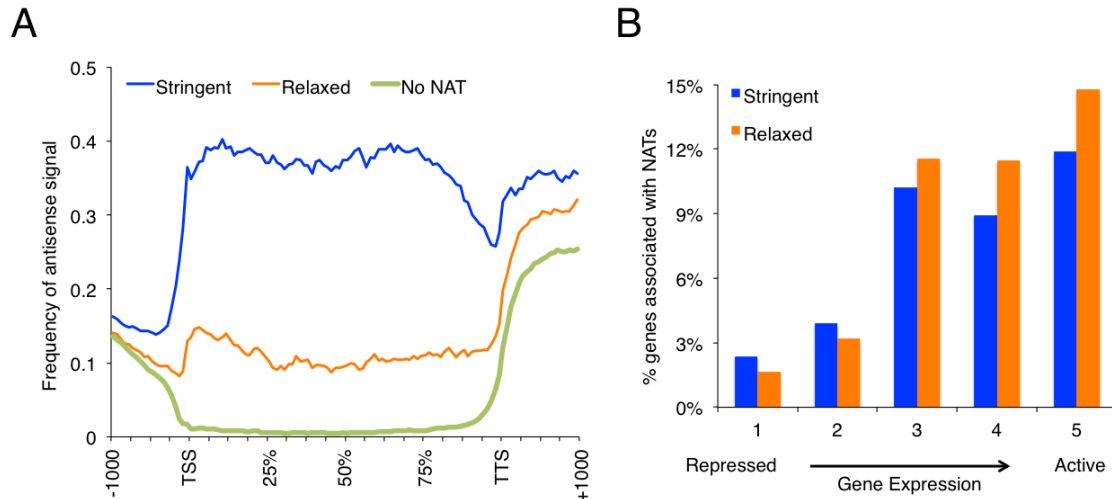 A
Frequency of antisense signal
0.5
0.4
0.3
0.2
0.1
0
Stringent Relaxed No NAT
-1000 TSS 25% 50% 75% TTS +1000
B
% genes associated with NATs
15%
12%
9%
6%
3%
0%
Stringent
Relaxed
1 2 3 4 5
Repressed Gene Expression Active